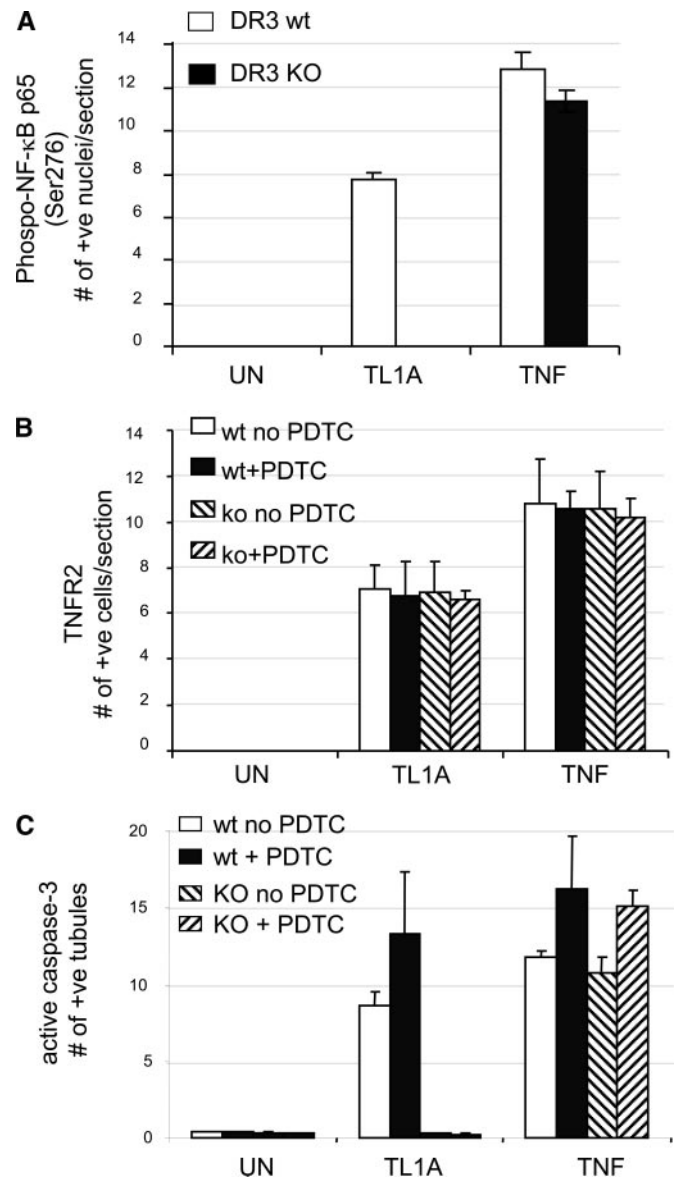 A
DR3 wt
DR3 KO
Phospo-NF-κB p65
(Ser276)
# of +ve nuclei/section
14
12
10
8
6
4
2
0
UN TL1A TNF
B
wt no PDTC
wt+PDTC
ko no PDTC
ko+PDTC
TNFR2
# of +ve cells/section
14
12
10
8
6
4
2
0
UN TL1A TNF
C
wt no PDTC
wt + PDTC
KO no PDTC
KO + PDTC
active caspase-3
# of +ve tubules
20
15
10
5
0
UN TL1A TNF